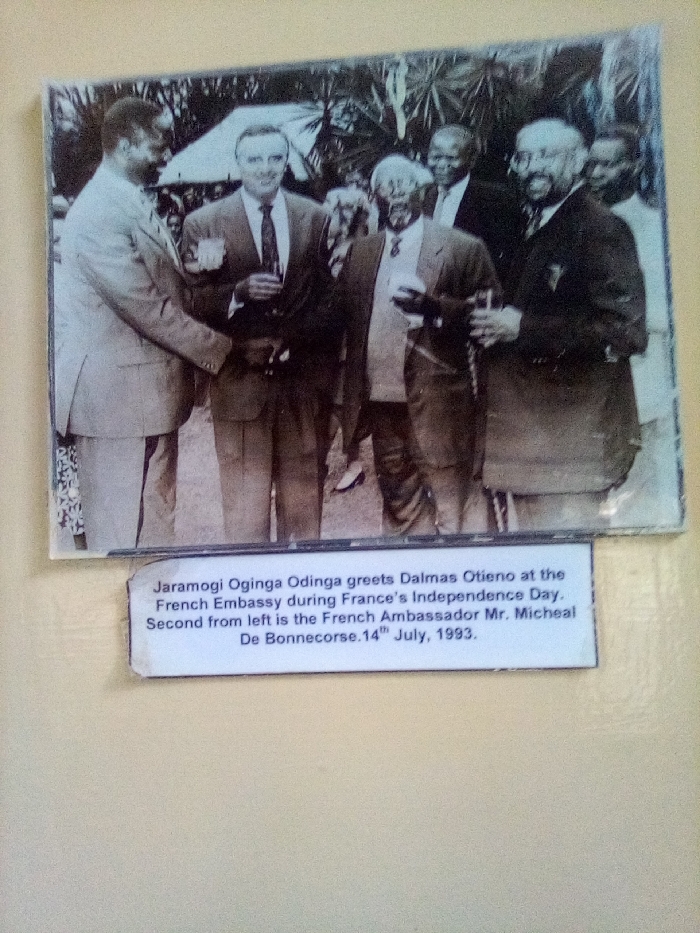 Jaramogi Oginga Odinga greets Dalmas Otieno at the
French Embassy during France's Independence Day.
Second from left is the French Ambassador Mr. Micheal
De Bonnecorse.14th July, 1993.